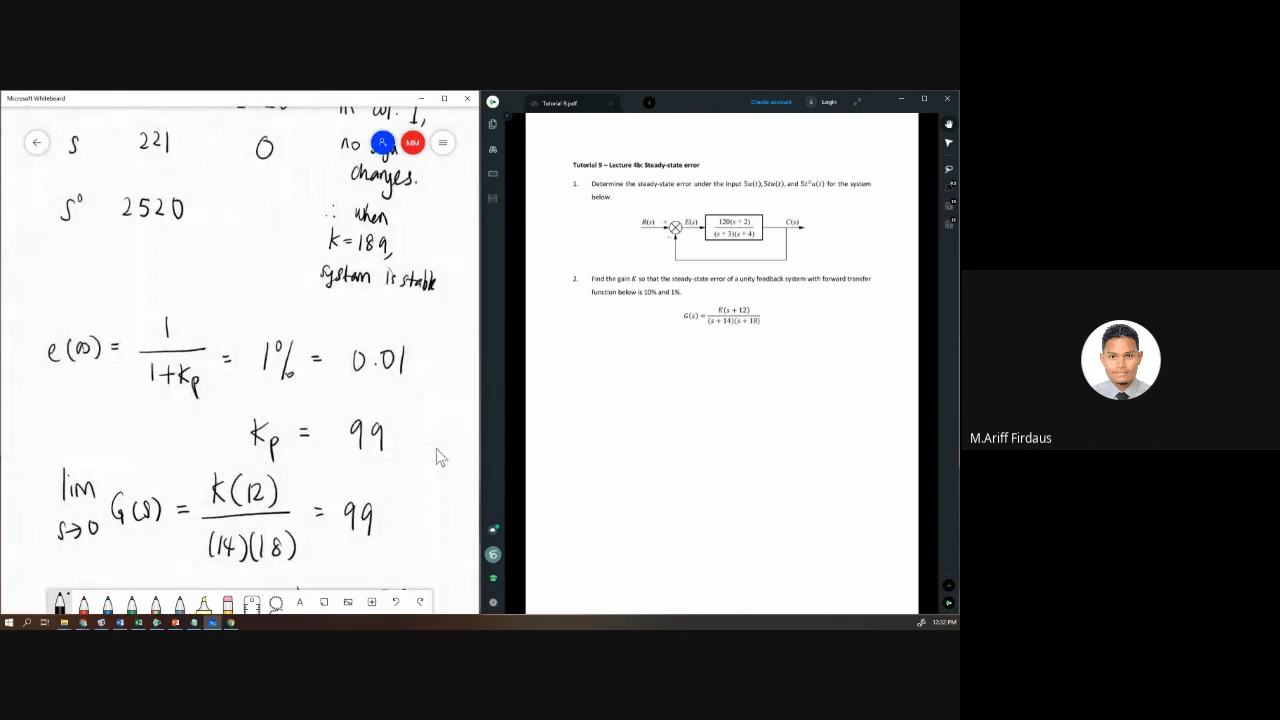 Microsoft Whiteboard
in col. 1,
s 221 0
no sign
changes.
s⁰ 2520
∴ when
k = 189,
system is stable
e(∞) = 1 / 1+Kp = 1% = 0.01
Kp = 99
lim s→0 G(s) = K(12) / (14)(18) = 99
MM
Tutorial 9.pdf
Create account
Login
Tutorial 9 – Lecture 4b: Steady-state error
1. Determine the steady-state error under the input 5u(t), 5tu(t), and 5t²u(t) for the system
below.
R(s) + E(s) 120(s + 2) C(s)
− (s + 3)(s + 4)
2. Find the gain K so that the steady-state error of a unity feedback system with forward transfer
function below is 10% and 1%.
G(s) = K(s + 12) / (s + 14)(s + 18)
12:12 PM
M.Ariff Firdaus